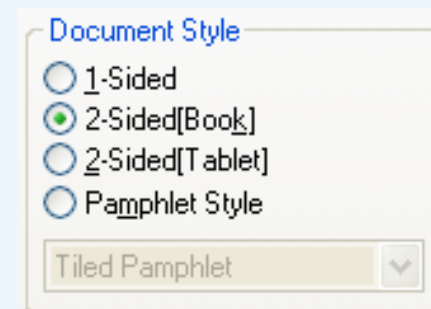 Document Style
1-Sided
2-Sided[Book]
2-Sided[Tablet]
Pamphlet Style
Tiled Pamphlet